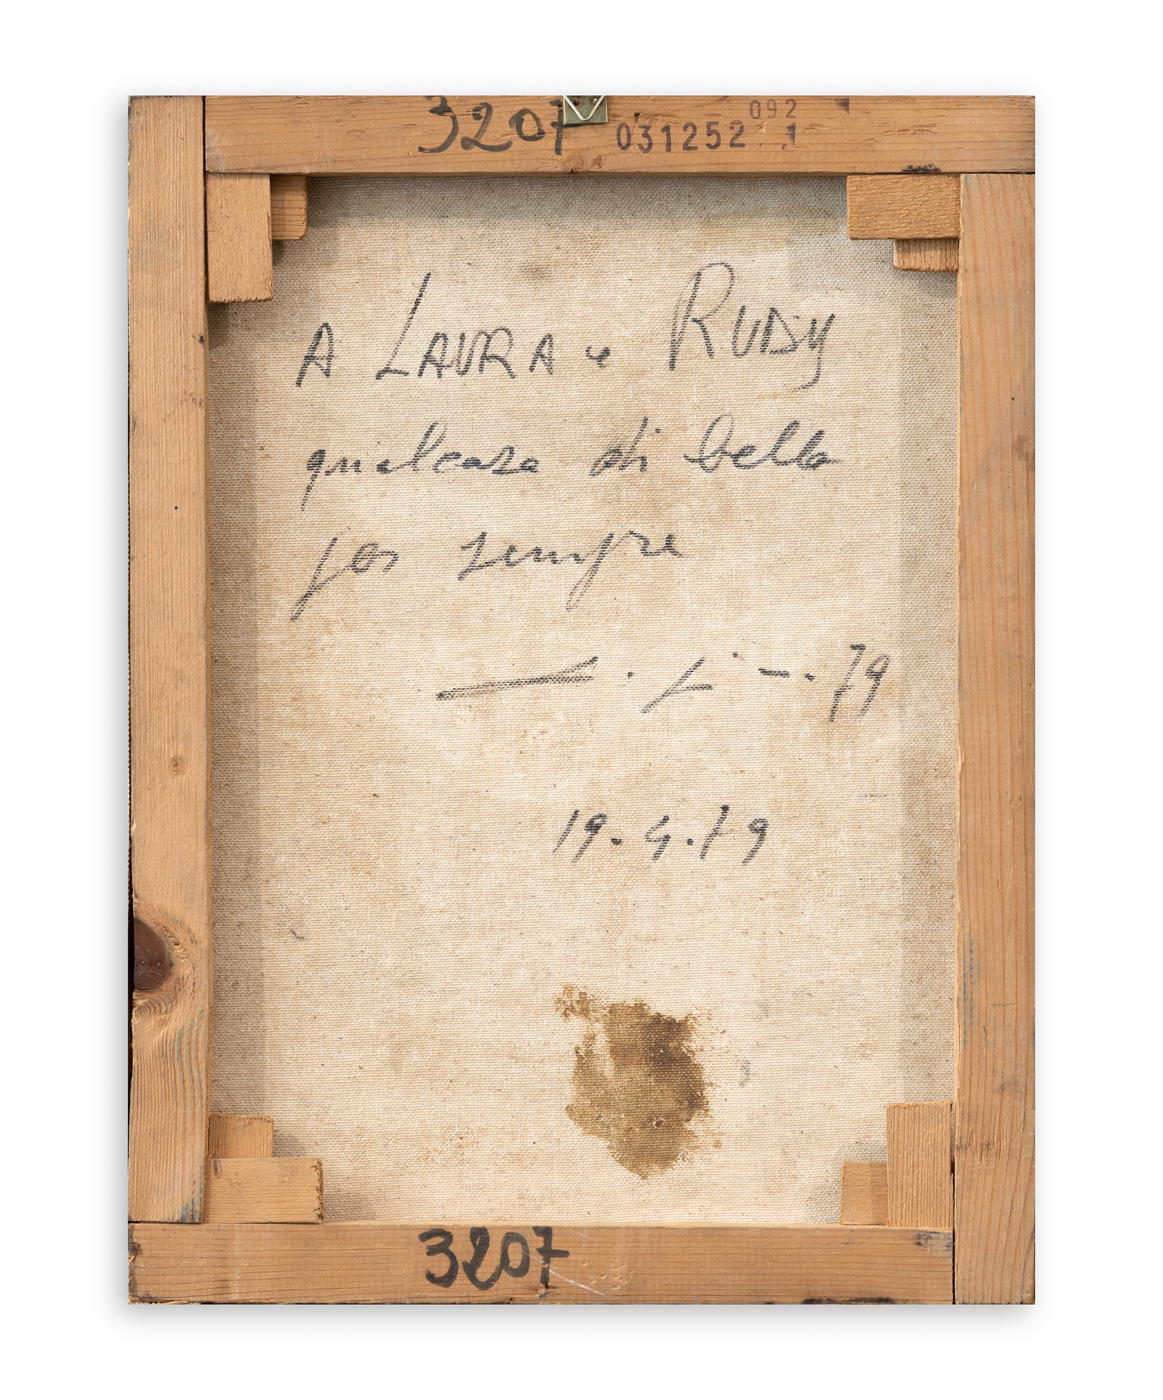 3207
092
031252 1
A LAURA e RUDY
qualcosa di bello
per sempre
79
19.4.79
3207